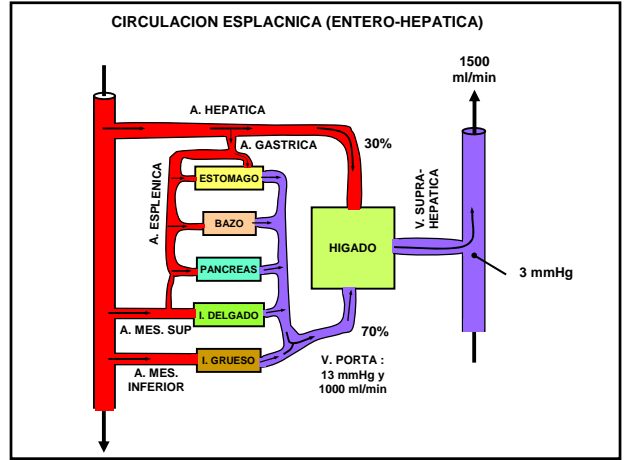 CIRCULACION ESPLACNICA (ENTERO-HEPATICA)
1500
ml/min
A. HEPATICA
A. GASTRICA
30%
ESTOMAGO
A. ESPLENICA
BAZO
V. SUPRA-
HEPATICA
HIGADO
PANCREAS
3 mmHg
I. DELGADO
A. MES. SUP
70%
I. GRUESO
V. PORTA :
13 mmHg y
1000 ml/min
A. MES.
INFERIOR